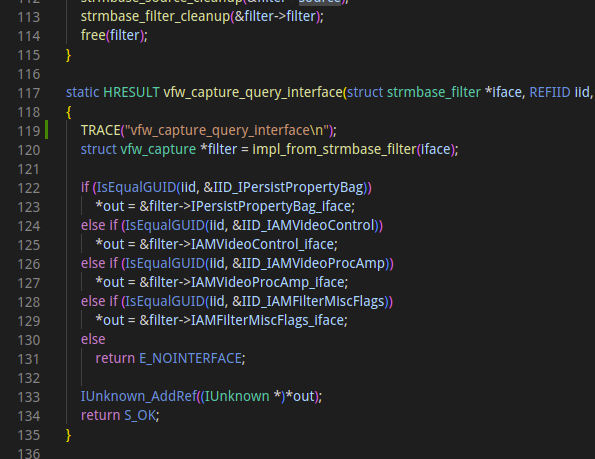 112 strmbase_source_cleanup(&filter->source);
113 strmbase_filter_cleanup(&filter->filter);
114 free(filter);
115 }
116
117 static HRESULT vfw_capture_query_interface(struct strmbase_filter *iface, REFIID iid,
118 {
119 TRACE("vfw_capture_query_interface\n");
120 struct vfw_capture *filter = impl_from_strmbase_filter(iface);
121
122 if (IsEqualGUID(iid, &IID_IPersistPropertyBag))
123 *out = &filter->IPersistPropertyBag_iface;
124 else if (IsEqualGUID(iid, &IID_IAMVideoControl))
125 *out = &filter->IAMVideoControl_iface;
126 else if (IsEqualGUID(iid, &IID_IAMVideoProcAmp))
127 *out = &filter->IAMVideoProcAmp_iface;
128 else if (IsEqualGUID(iid, &IID_IAMFilterMiscFlags))
129 *out = &filter->IAMFilterMiscFlags_iface;
130 else
131 return E_NOINTERFACE;
132
133 IUnknown_AddRef((IUnknown *)*out);
134 return S_OK;
135 }
136